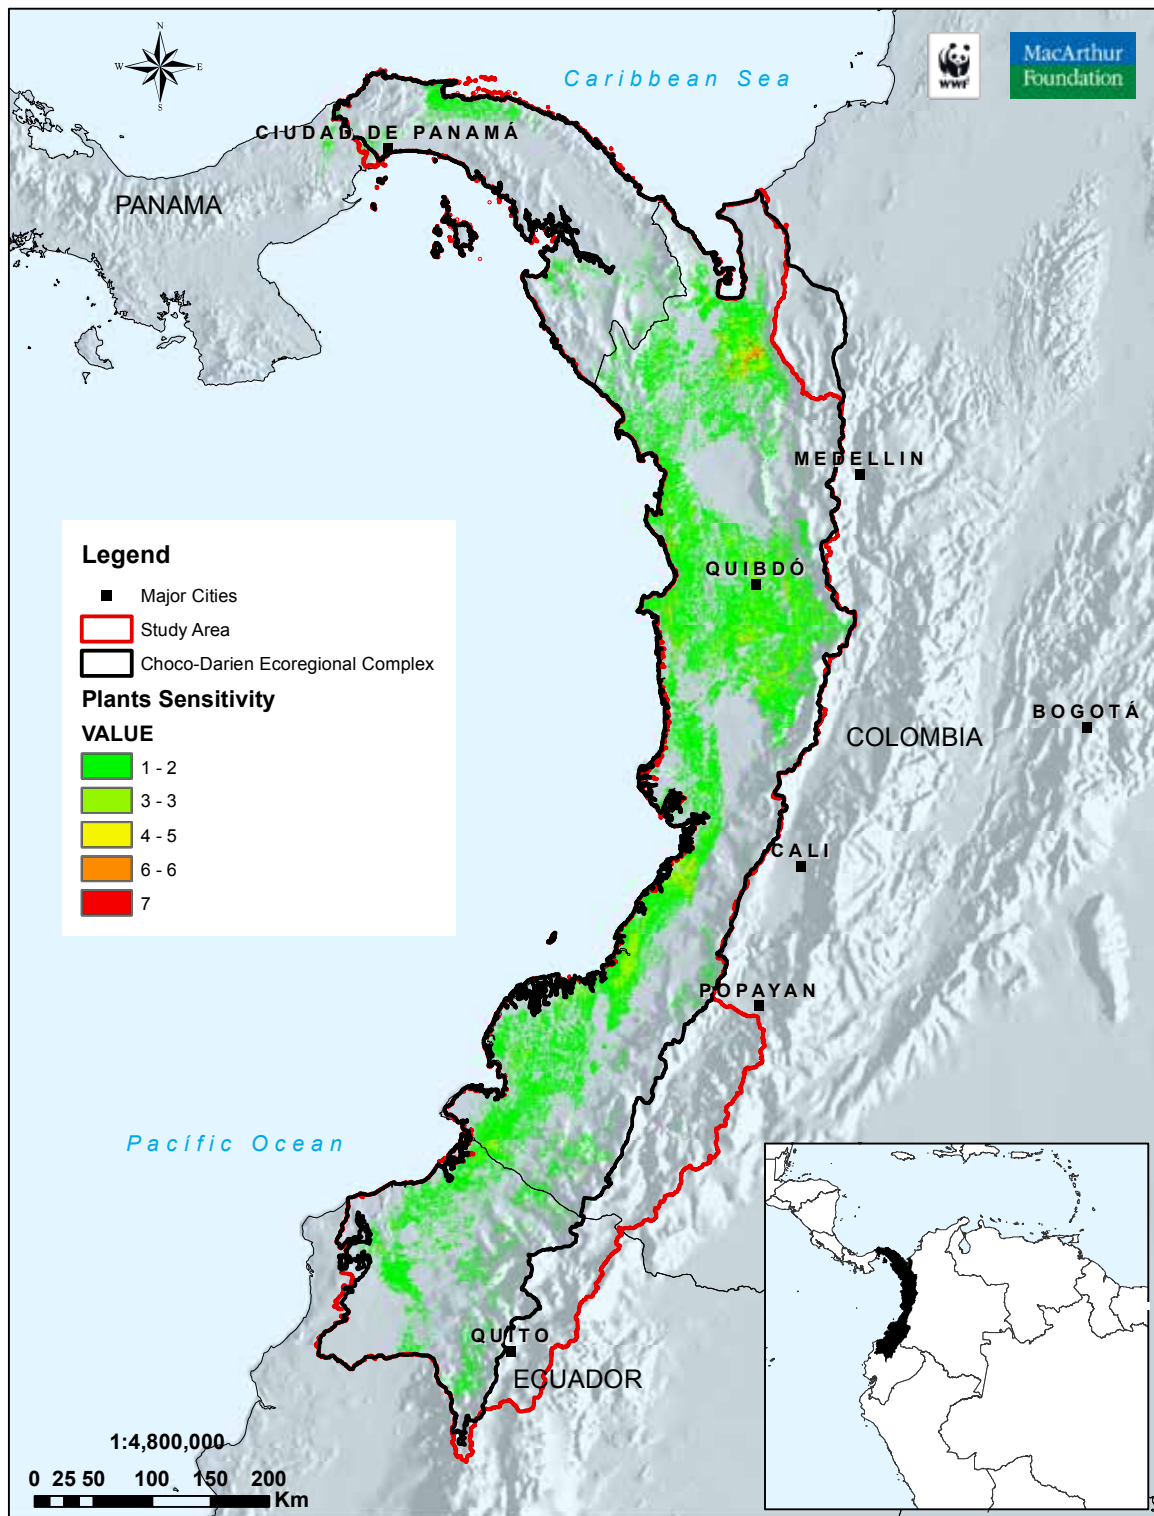 N
W
E
S
Caribbean Sea
WWF
MacArthur
Foundation
CIUDAD DE PANAMÁ
PANAMA
MEDELLIN
Legend
Major Cities
Study Area
Choco-Darien Ecoregional Complex
Plants Sensitivity
VALUE
1 - 2
3 - 3
4 - 5
6 - 6
7
QUIBDÓ
BOGOTÁ
COLOMBIA
CALI
POPAYAN
Pacífic Ocean
QUITO
ECUADOR
1:4,800,000
0 25 50 100 150 200
Km